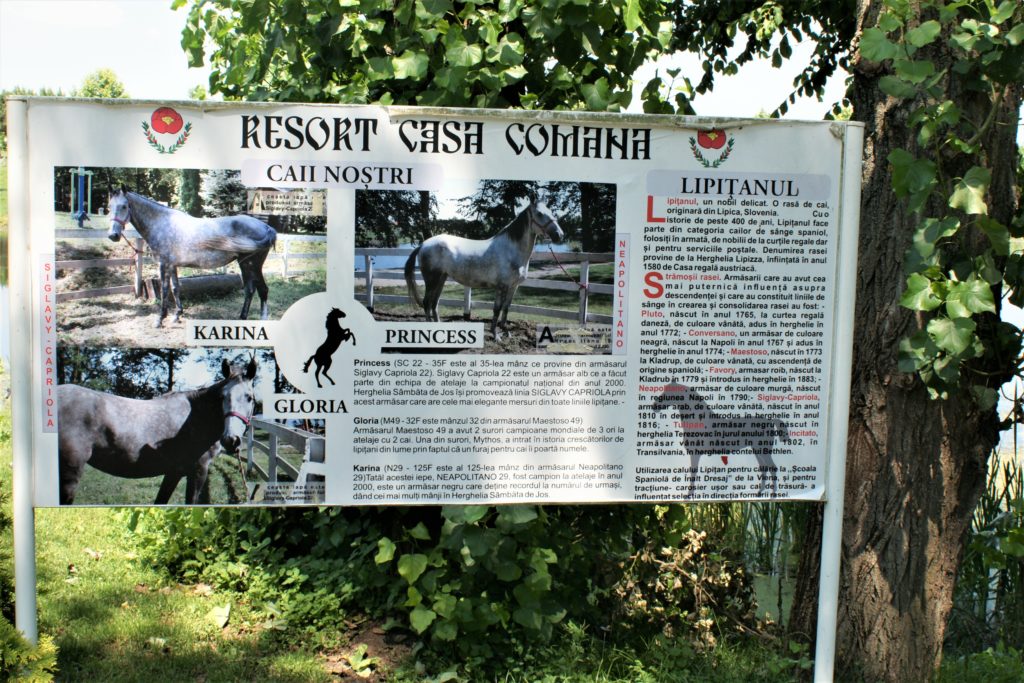 RESORT CASA COMANA
CAII NOȘTRI
SIGLAVY-CAPRIOLA
NEAPOLITANO
KARINA
PRINCESS
GLORIA
Princess (SC 22 - 35F este al 35-lea mânz ce provine din armăsarul
Siglavy Capriola 22). Siglavy Capriola 22 este un armăsar alb ce a făcut
parte din echipa de atelaje la campionatul național din anul 2000.
Herghelia Sâmbăta de Jos își promovează linia SIGLAVY CAPRIOLA prin
acest armăsar care are cele mai elegante mersuri din toate liniile lipițane. -
Gloria (M49 - 32F este mânzul 32 din armăsarul Maestoso 49)
Armăsarul Maestoso 49 a avut 2 surori campioane mondiale de 3 ori la
atelaje cu 2 cai. Una din surori, Mythos, a intrat în istoria crescătorilor de
lipițani din lume prin faptul că un furaj pentru cai îi poartă numele.
Karina (N29 - 125F este al 125-lea mânz din armăsarul Neapolitano
29)Tatăl acestei iepe, NEAPOLITANO 29, fost campion la atelaje în anul
2000, este un armăsar negru care deține recordul la numărul de urmași,
dând cei mai mulți mânji în Herghelia Sâmbăta de Jos.
LIPIȚANUL
Lipițanul, un nobil delicat. O rasă de cai,
originară din Lipica, Slovenia. Cu o
istorie de peste 400 de ani, Lipițanul face
parte din categoria cailor de sânge spaniol,
folosiți în armată, de nobilii de la curțile regale dar
și pentru serviciile poștale. Denumirea rasei
provine de la Herghelia Lipizza, înființată în anul
1580 de Casa regală austriacă.
Strămoșii rasei. Armăsarii care au avut cea
mai puternică influență asupra
descendenței și care au constituit liniile de
sânge în crearea și consolidarea rasei au fost: -
Pluto, născut în anul 1765, la curtea regală
daneză, de culoare vânătă, adus în herghelie în
anul 1772; - Conversano, un armăsar de culoare
neagră, născut la Napoli în anul 1767 și adus în
herghelie în anul 1774; - Maestoso, născut în 1773
la Kladrup, de culoare vânătă, cu ascendență de
origine spaniolă; - Favory, armasar roib, născut la
Kladrub în 1779 și introdus in herghelie în 1883; -
Neapolitano, armăsar de culoare murgă, născut
în regiunea Napoli în 1790; - Siglavy-Capriola,
armăsar arab, de culoare vânătă, născut in anul
1810 în deșert și introdus în herghelie în anul
1816; - Tulipan, armăsar negru născut în
herghelia Terezovac în jurul anului 1800; - Incitato,
armăsar vânăt născut în anul 1802, în
Transilvania, în herghelia contelui Bethlen.
Utilizarea calului Lipițan pentru călărie la „Școala
Spaniolă de Înalt Dresaj" de la Viena, și pentru
tracțiune- carosier ușor sau cal de trăsură- a
influențat selecția în direcția formării rasei.